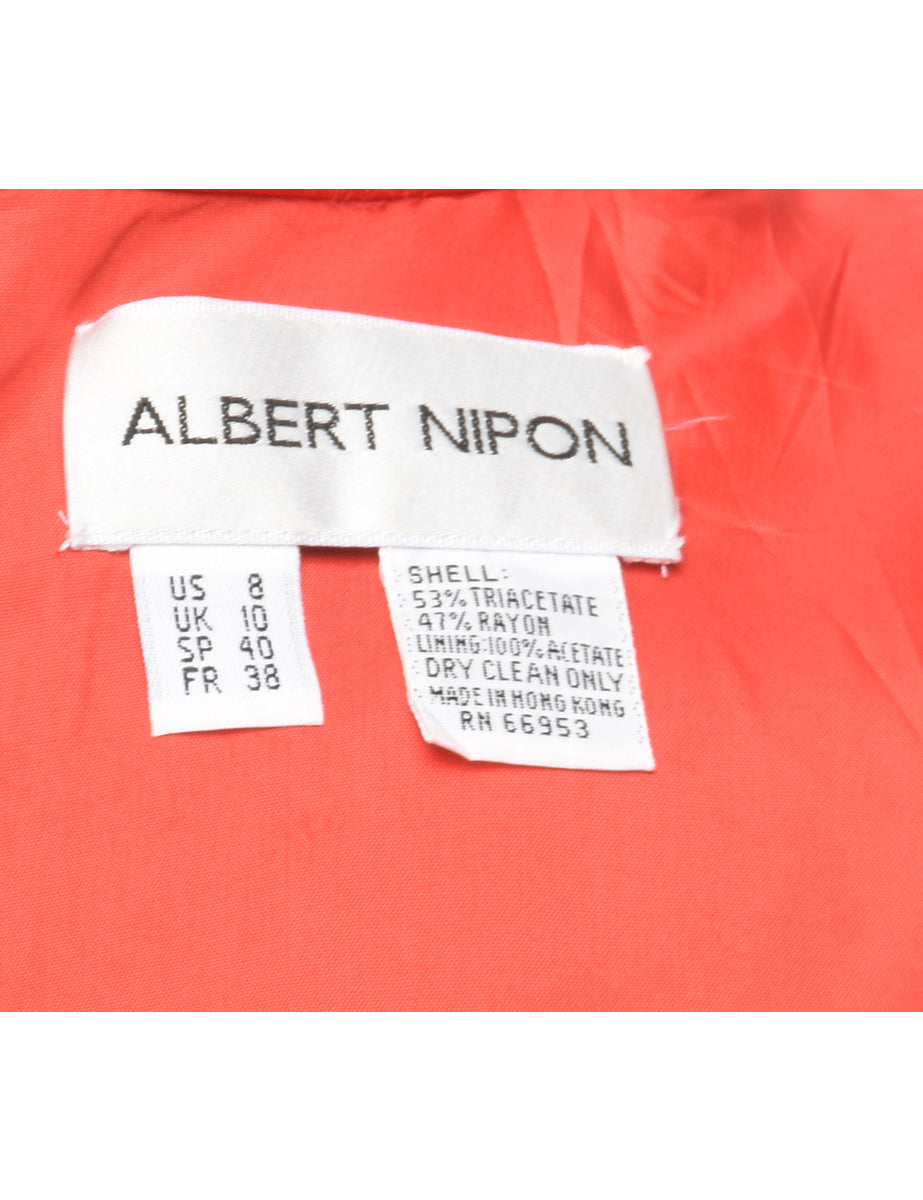 ALBERT NIPON
US 8
UK 10
SP 40
FR 38
SHELL:
53% TRIACETATE
47% RAYON
LINING:100% ACETATE
DRY CLEAN ONLY
MADE IN HONG KONG
RN 66953